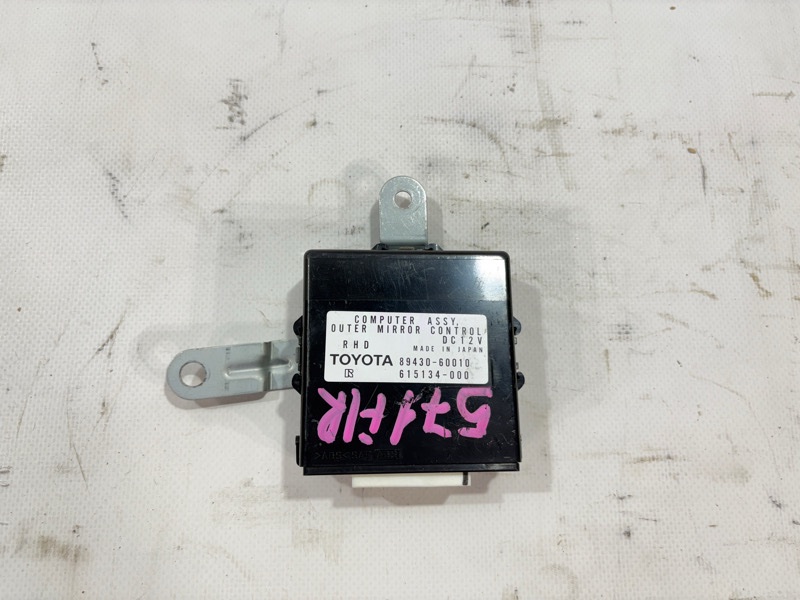 COMPUTER ASSY,
OUTER MIRROR CONTROL
RHD DC12V
MADE IN JAPAN
TOYOTA 89430-60010
615134-000
571FIR